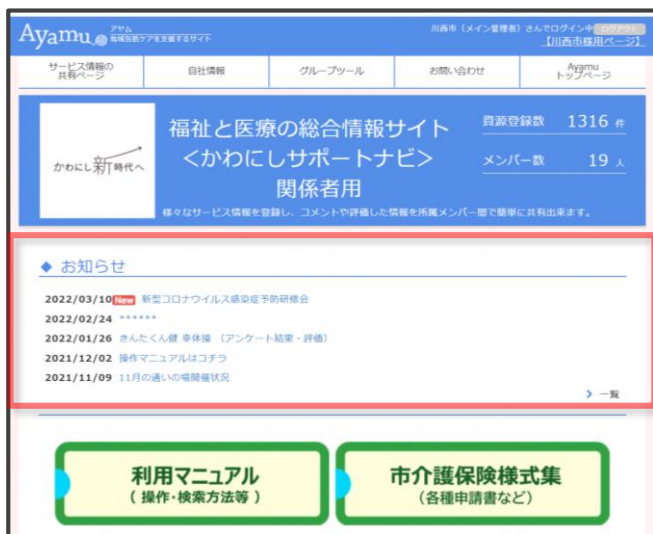 Ayamu アヤム
地域包括ケアを支援するサイト
川西市（メイン管理者）さんでログイン中 ログアウト
【川西市様用ページ】
サービス情報の
共有ページ
自社情報
グループツール
お問い合わせ
Ayamu
トップページ
かわにし新時代へ
福祉と医療の総合情報サイト
＜かわにしサポートナビ＞
関係者用
資源登録数 1316 件
メンバー数 19 人
様々なサービス情報を登録し、コメントや評価した情報を所属メンバー間で簡単に共有出来ます。
◆ お知らせ
2022/03/10 New 新型コロナウイルス感染症予防研修会
2022/02/24 ******
2022/01/26 きんたくん健幸体操 （アンケート結果・評価）
2021/12/02 操作マニュアルはコチラ
2021/11/09 11月の通いの場開催状況
> 一覧
利用マニュアル
（ 操作・検索方法等 ）
市介護保険様式集
（各種申請書など）